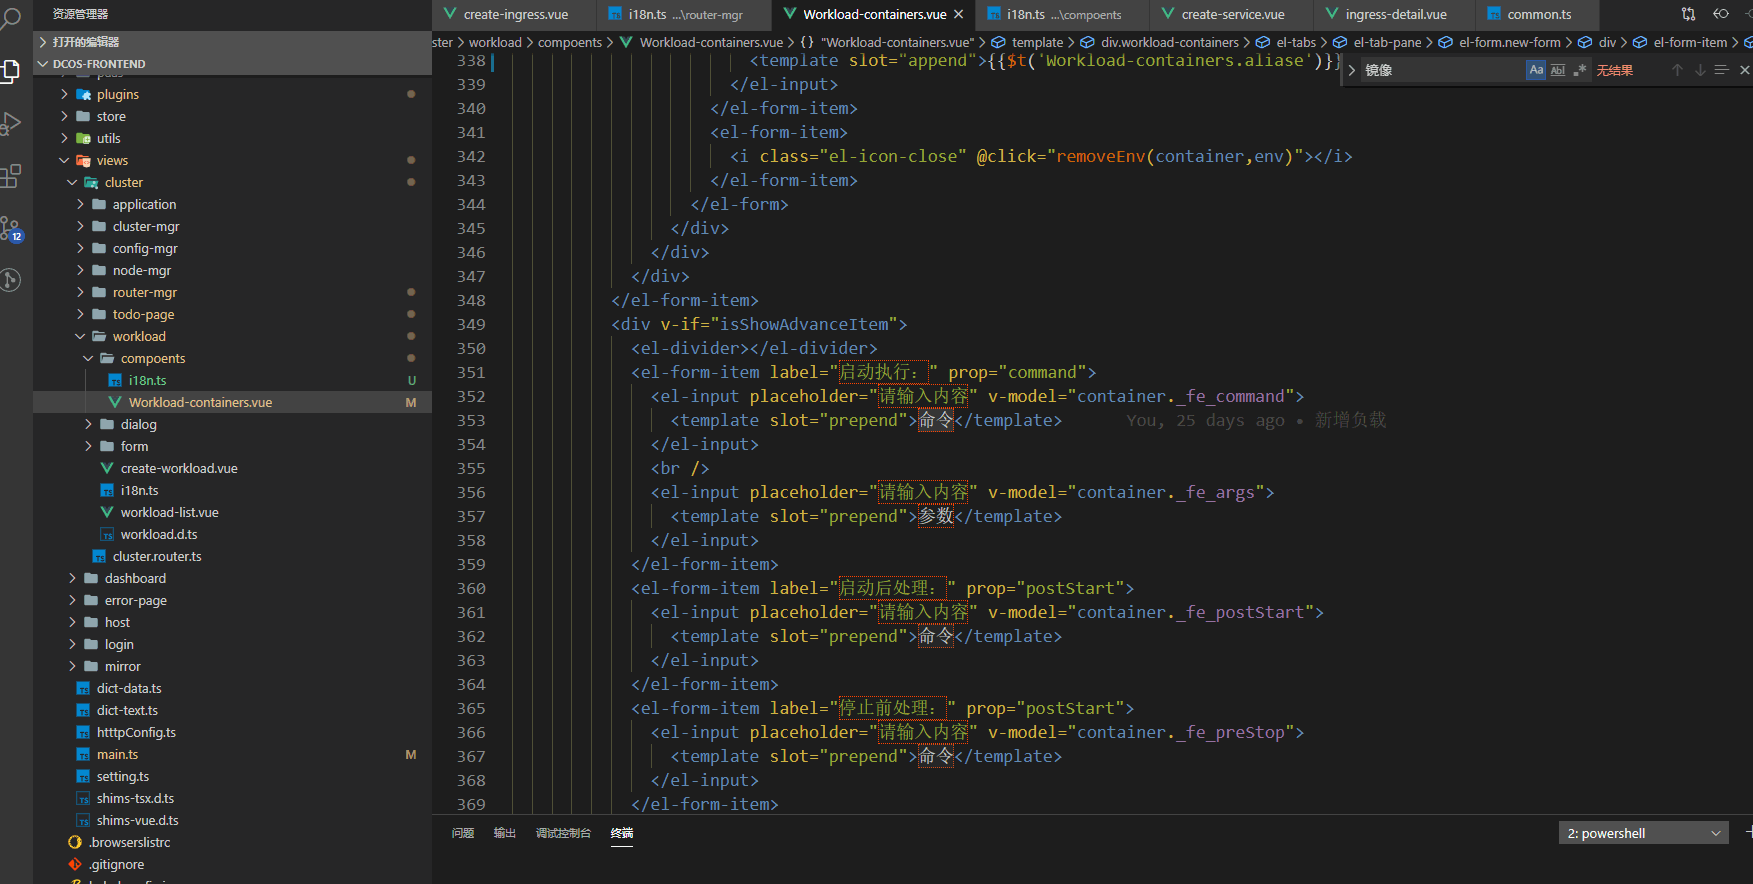 资源管理器
打开的编辑器
DCOS-FRONTEND
plugins
store
utils
views
cluster
application
cluster-mgr
config-mgr
node-mgr
router-mgr
todo-page
workload
compoents
i18n.ts U
Workload-containers.vue M
dialog
form
create-workload.vue
i18n.ts
workload-list.vue
workload.d.ts
cluster.router.ts
dashboard
error-page
host
login
mirror
dict-data.ts
dict-text.ts
htttpConfig.ts
main.ts M
setting.ts
shims-tsx.d.ts
shims-vue.d.ts
.browserslistrc
.gitignore
12
create-ingress.vue
i18n.ts ...\router-mgr
Workload-containers.vue
i18n.ts ...\compoents
create-service.vue
ingress-detail.vue
common.ts
ster > workload > compoents > Workload-containers.vue > {} "Workload-containers.vue" > template > div.workload-containers > el-tabs > el-tab-pane > el-form.new-form > div > el-form-item >
镜像 Aa Abl .* 无结果
338 <template slot="append">{{$t('Workload-containers.aliase')}}
339 </el-input>
340 </el-form-item>
341 <el-form-item>
342 <i class="el-icon-close" @click="removeEnv(container,env)"></i>
343 </el-form-item>
344 </el-form>
345 </div>
346 </div>
347 </div>
348 </el-form-item>
349 <div v-if="isShowAdvanceItem">
350 <el-divider></el-divider>
351 <el-form-item label="启动执行：" prop="command">
352 <el-input placeholder="请输入内容" v-model="container._fe_command">
353 <template slot="prepend">命令</template> You, 25 days ago • 新增负载
354 </el-input>
355 <br />
356 <el-input placeholder="请输入内容" v-model="container._fe_args">
357 <template slot="prepend">参数</template>
358 </el-input>
359 </el-form-item>
360 <el-form-item label="启动后处理：" prop="postStart">
361 <el-input placeholder="请输入内容" v-model="container._fe_postStart">
362 <template slot="prepend">命令</template>
363 </el-input>
364 </el-form-item>
365 <el-form-item label="停止前处理：" prop="postStart">
366 <el-input placeholder="请输入内容" v-model="container._fe_preStop">
367 <template slot="prepend">命令</template>
368 </el-input>
369 </el-form-item>
问题 输出 调试控制台 终端
2: powershell